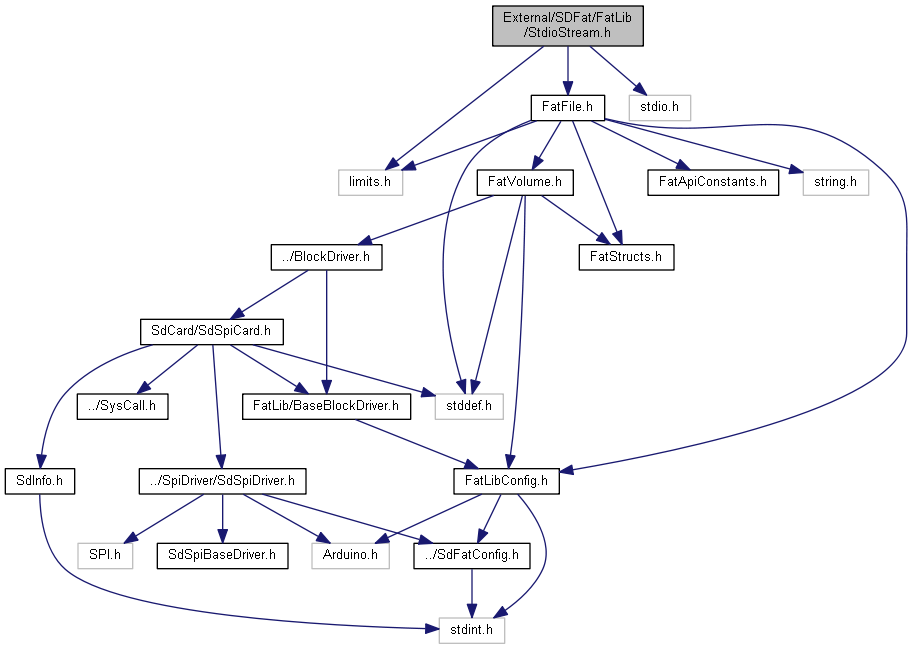 External/SDFat/FatLib
/StdioStream.h
FatFile.h
stdio.h
limits.h
FatVolume.h
FatApiConstants.h
string.h
../BlockDriver.h
FatStructs.h
SdCard/SdSpiCard.h
../SysCall.h
FatLib/BaseBlockDriver.h
stddef.h
SdInfo.h
../SpiDriver/SdSpiDriver.h
FatLibConfig.h
SPI.h
SdSpiBaseDriver.h
Arduino.h
../SdFatConfig.h
stdint.h